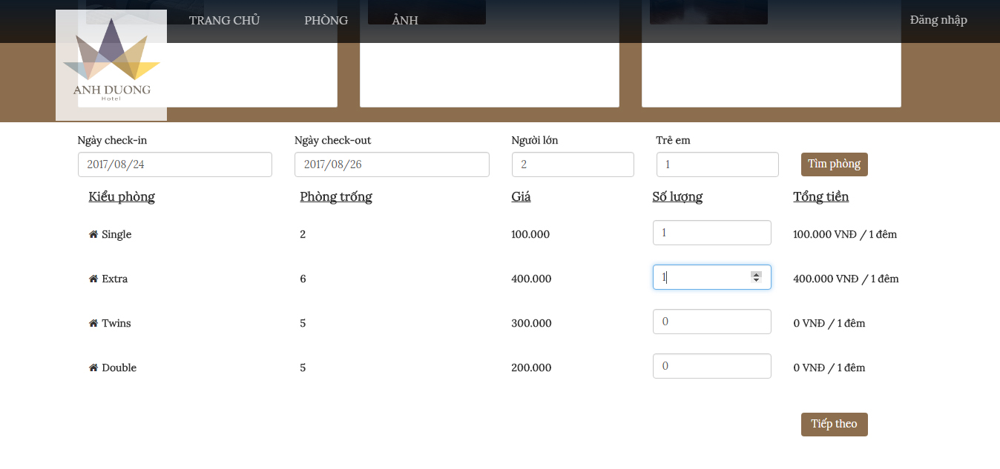 TRANG CHỦ PHÒNG ẢNH Đăng nhập
ANH DUONG
Hotel
Ngày check-in Ngày check-out Người lớn Trẻ em
2017/08/24 2017/08/26 2 1 Tìm phòng
Kiểu phòng Phòng trống Giá Số lượng Tổng tiền
Single 2 100.000 1 100.000 VNĐ / 1 đêm
Extra 6 400.000 1 400.000 VNĐ / 1 đêm
Twins 5 300.000 0 0 VNĐ / 1 đêm
Double 5 200.000 0 0 VNĐ / 1 đêm
Tiếp theo